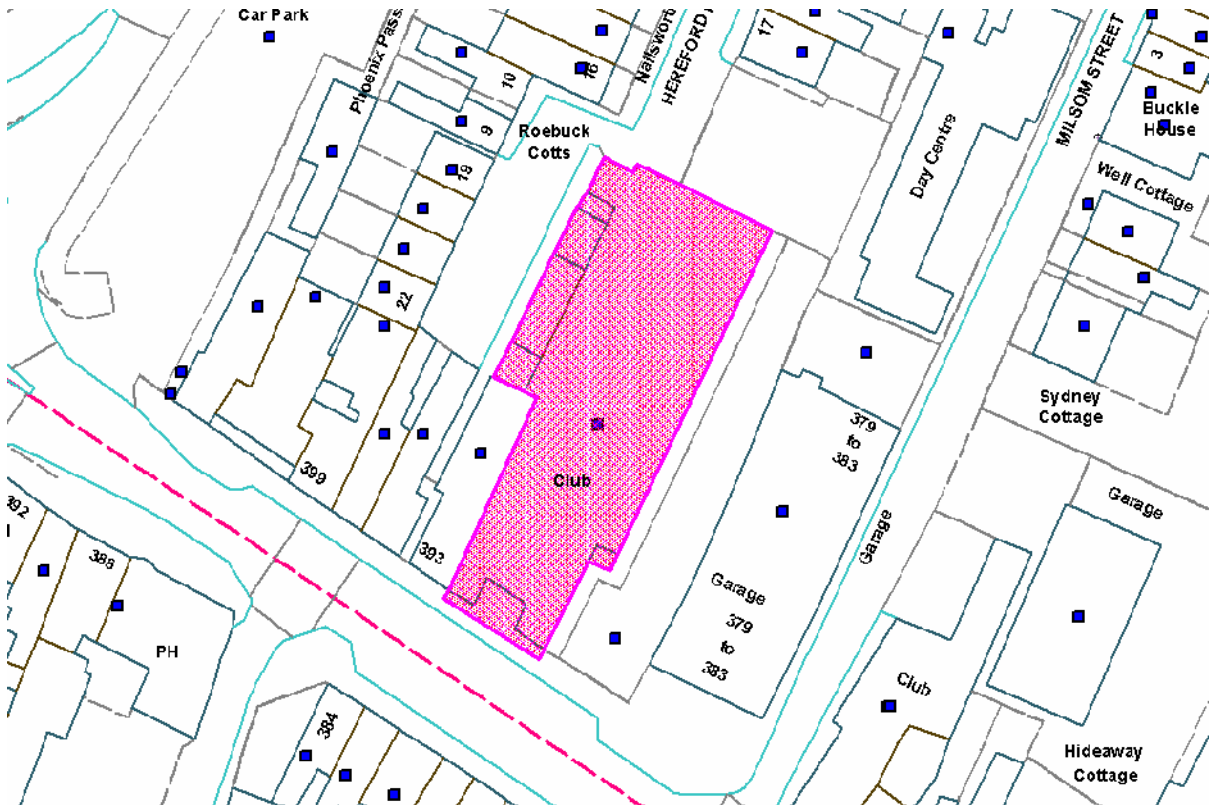 Car Park
Phoenix Pass
10
16
Nailswor
HEREFORD
17
MILSOM STREET
3
Buckle
House
9
Roebuck
Cotts
19
Day Centre
Well Cottage
22
Sydney
Cottage
379
to
383
399
Club
Garage
Garage
392
388
393
Garage
379
to
383
PH
Club
384
Hideaway
Cottage